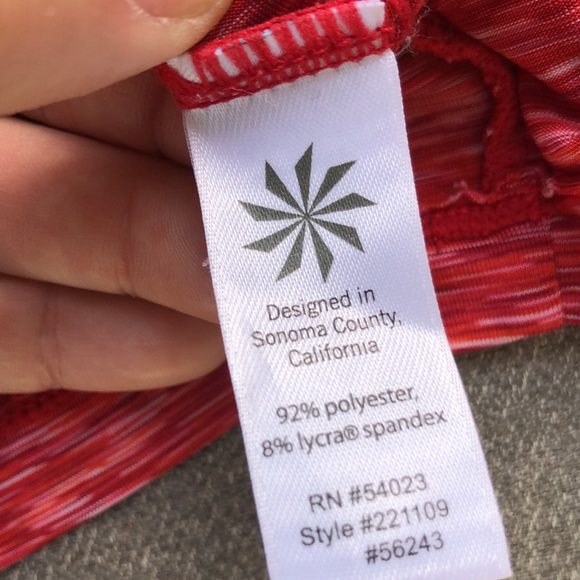 Designed in
Sonoma County,
California
92% polyester,
8% lycra® spandex
RN #54023
Style #221109
#56243